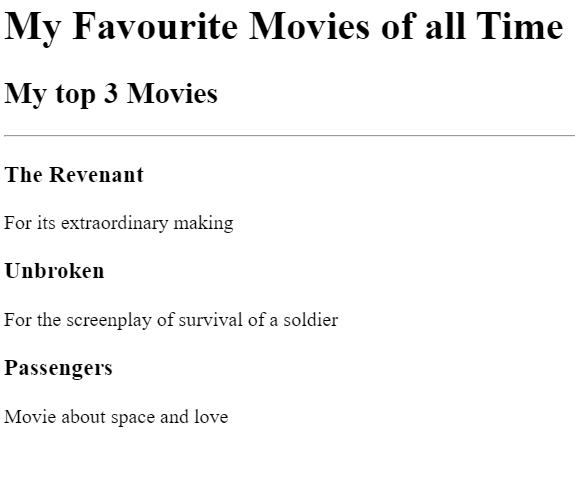 My Favourite Movies of all Time
My top 3 Movies
The Revenant
For its extraordinary making
Unbroken
For the screenplay of survival of a soldier
Passengers
Movie about space and love